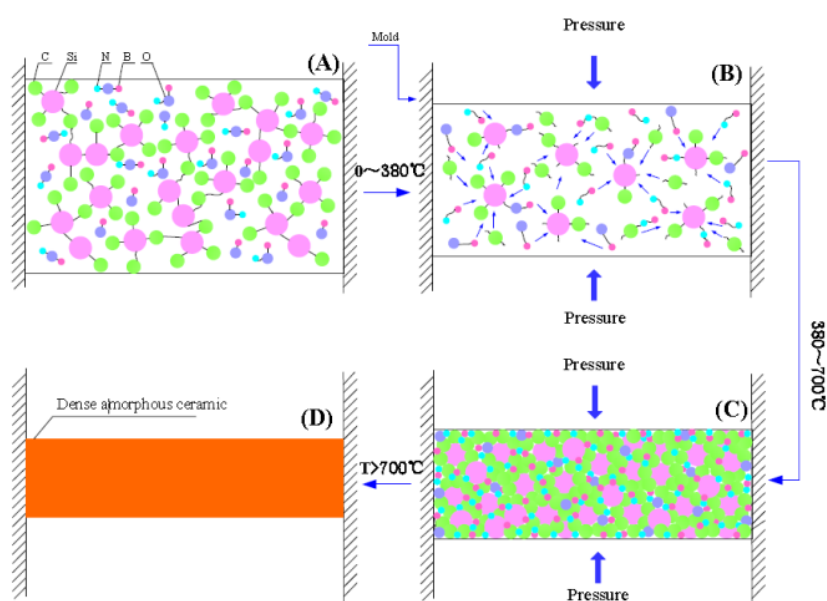 C Si N B O
(A)
Mold
Pressure
(B)
0～380℃
Pressure
380～700℃
Pressure
Dense amorphous ceramic
(D)
(C)
T>700℃
Pressure